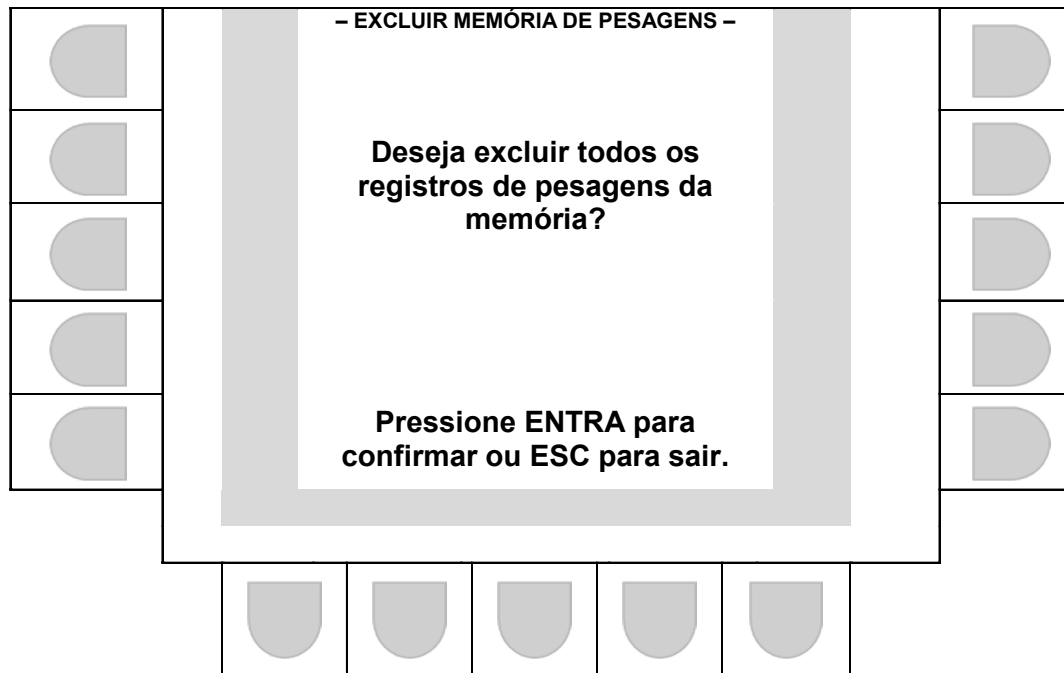 – EXCLUIR MEMÓRIA DE PESAGENS –
Deseja excluir todos os
registros de pesagens da
memória?
Pressione ENTRA para
confirmar ou ESC para sair.